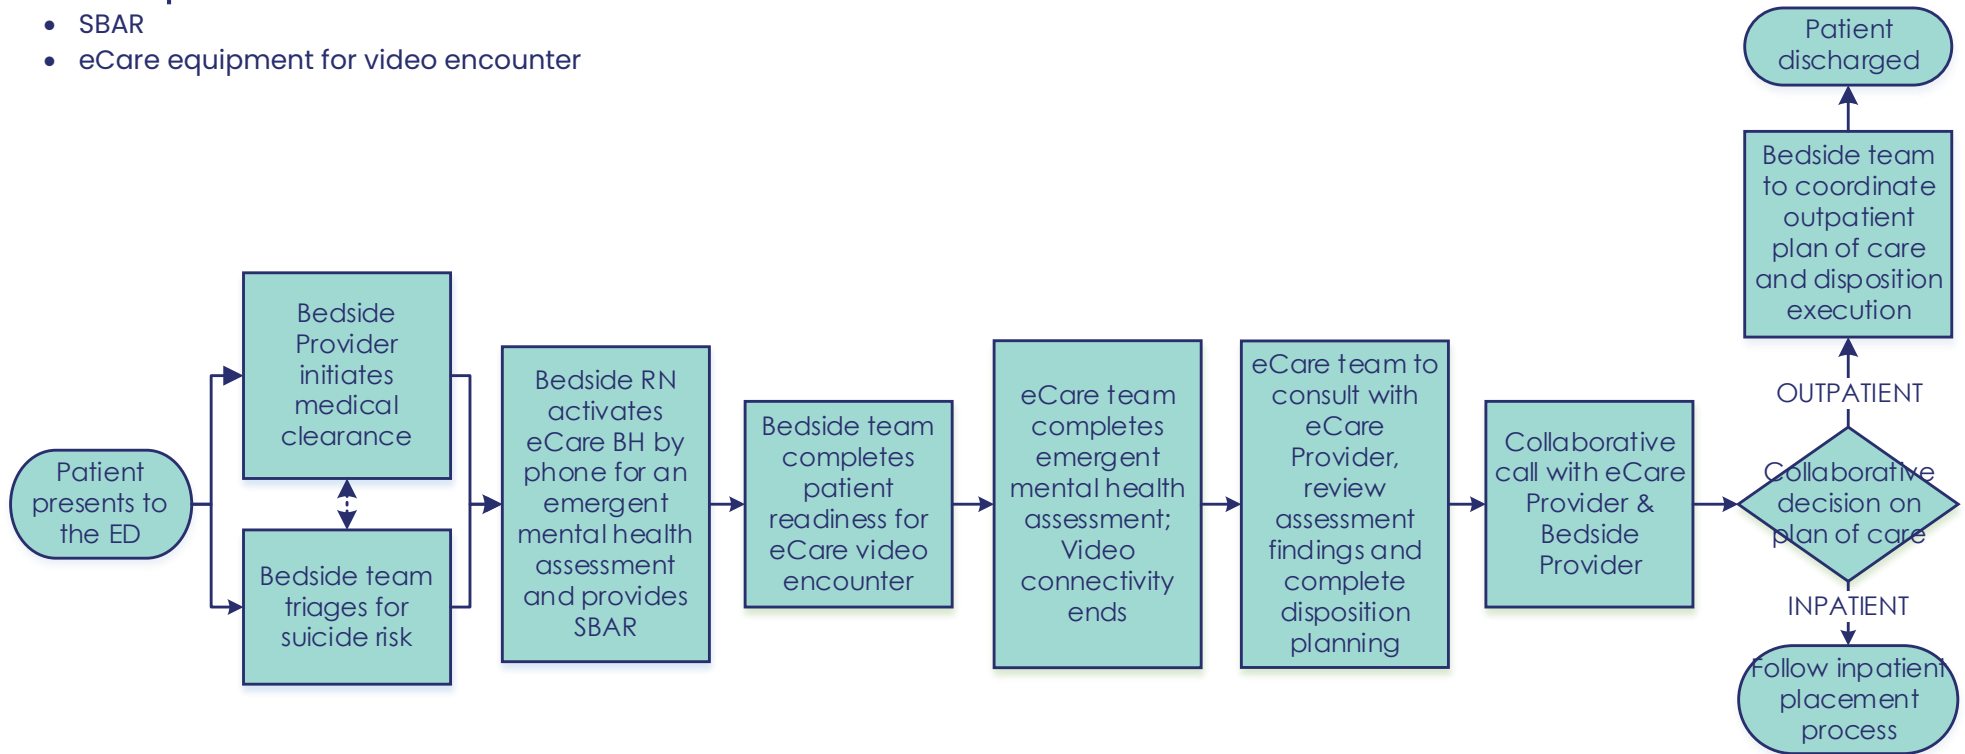 • SBAR
• eCare equipment for video encounter
Patient
presents to
the ED
Bedside
Provider
initiates
medical
clearance
Bedside team
triages for
suicide risk
Bedside RN
activates
eCare BH by
phone for an
emergent
mental health
assessment
and provides
SBAR
Bedside team
completes
patient
readiness for
eCare video
encounter
eCare team
completes
emergent
mental health
assessment;
Video
connectivity
ends
eCare team to
consult with
eCare
Provider,
review
assessment
findings and
complete
disposition
planning
Collaborative
call with eCare
Provider &
Bedside
Provider
Collaborative
decision on
plan of care
OUTPATIENT
Bedside team
to coordinate
outpatient
plan of care
and disposition
execution
Patient
discharged
INPATIENT
Follow inpatient
placement
process